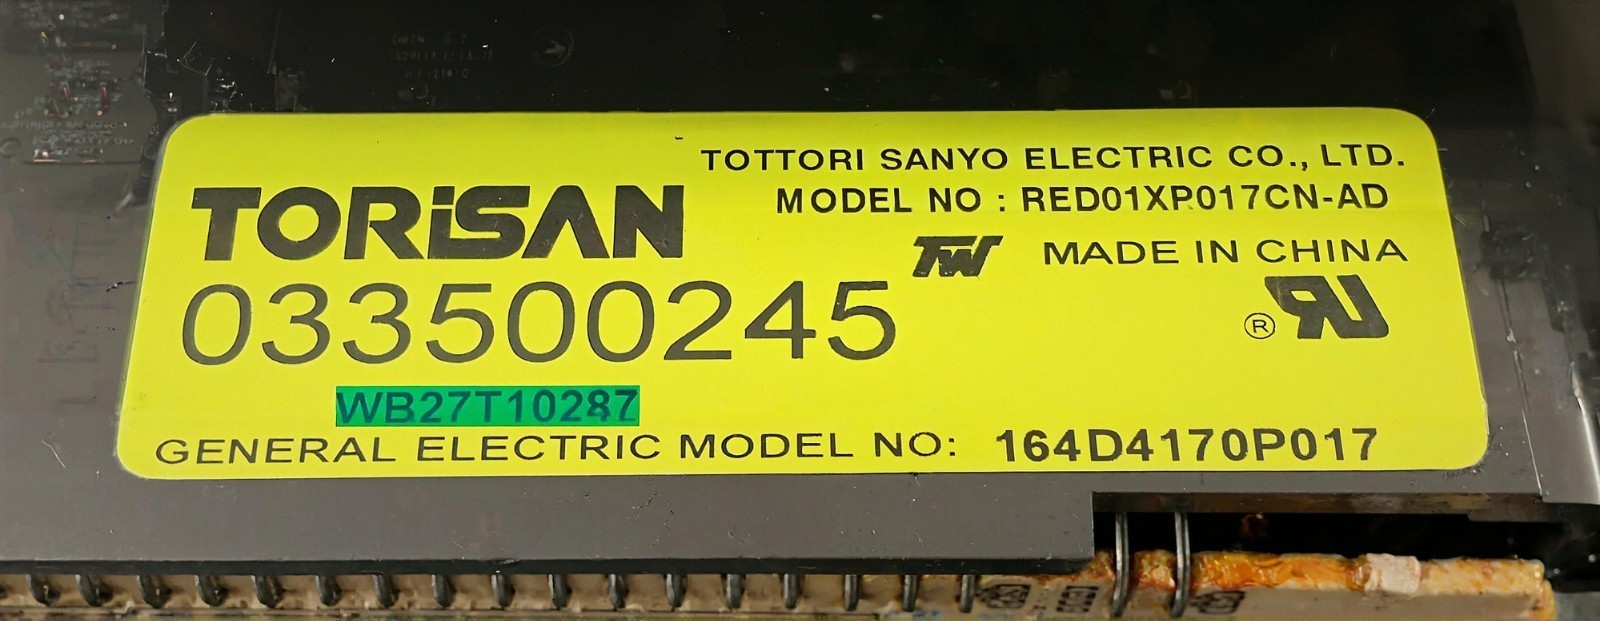 TOTTORI SANYO ELECTRIC CO., LTD.
TORiSAN
MODEL NO : RED01XP017CN-AD
MADE IN CHINA
033500245
®
WB27T10287
GENERAL ELECTRIC MODEL NO: 164D4170P017